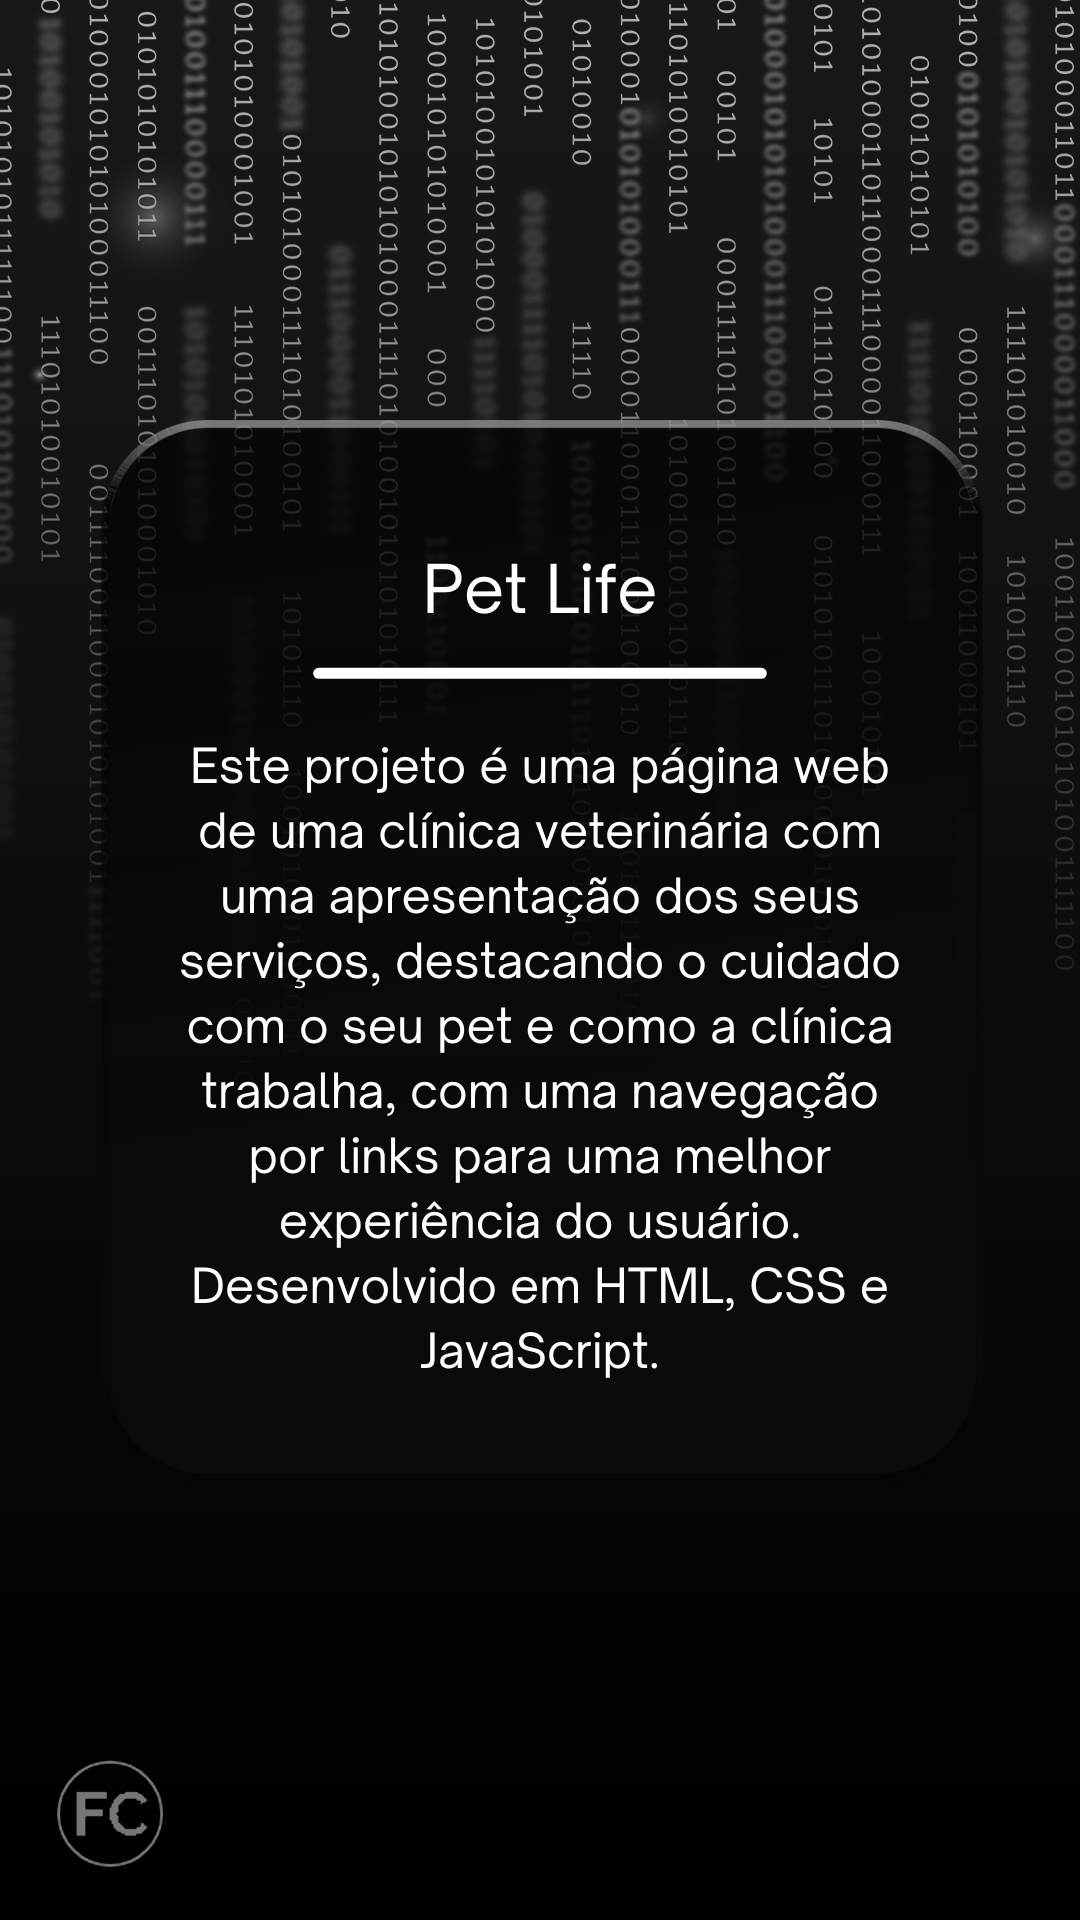 Pet Life
Este projeto é uma página web
de uma clínica veterinária com
uma apresentação dos seus
serviços, destacando o cuidado
com o seu pet e como a clínica
trabalha, com uma navegação
por links para uma melhor
experiência do usuário.
Desenvolvido em HTML, CSS e
JavaScript.
FC